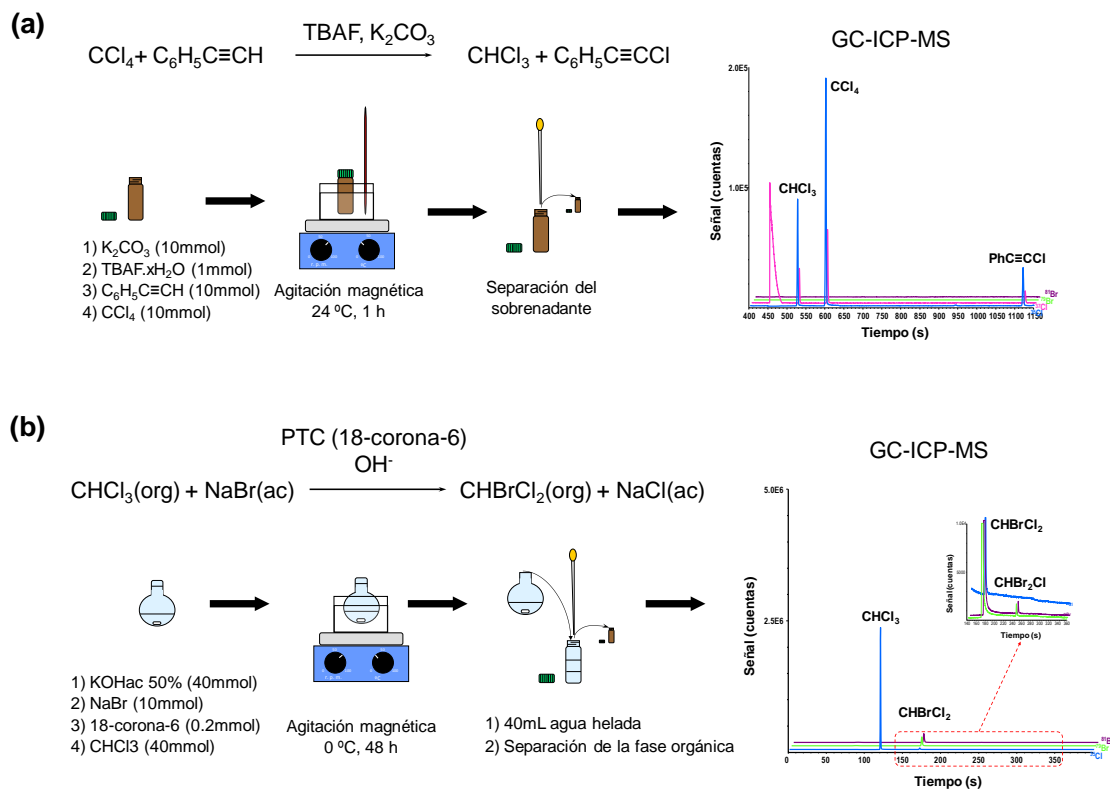 (a)
TBAF, K₂CO₃
CCl₄+ C₆H₅C≡CH
CHCl₃ + C₆H₅C≡CCl
1) K₂CO₃ (10mmol)
2) TBAF.xH₂O (1mmol)
3) C₆H₅C≡CH (10mmol)
4) CCl₄ (10mmol)
Agitación magnética
24 ºC, 1 h
Separación del
sobrenadante
GC-ICP-MS
2.0E5
1.0E5
Señal (cuentas)
CHCl₃
CCl₄
PhC≡CCl
⁸¹Br
400 450 500 550 600 650 700 750 800 850 900 950 1000 1050 1100 1150
Tiempo (s)
(b)
PTC (18-corona-6)
OH⁻
CHCl₃(org) + NaBr(ac)
CHBrCl₂(org) + NaCl(ac)
1) KOHac 50% (40mmol)
2) NaBr (10mmol)
3) 18-corona-6 (0.2mmol)
4) CHCl3 (40mmol)
Agitación magnética
0 ºC, 48 h
1) 40mL agua helada
2) Separación de la fase orgánica
GC-ICP-MS
5.0E6
2.5E6
Señal (cuentas)
CHCl₃
CHBrCl₂
0 50 100 150 200 250 300 350
Tiempo (s)
1.0E4
Señal (cuentas)
CHBrCl₂
CHBr₂Cl
Tiempo (s)